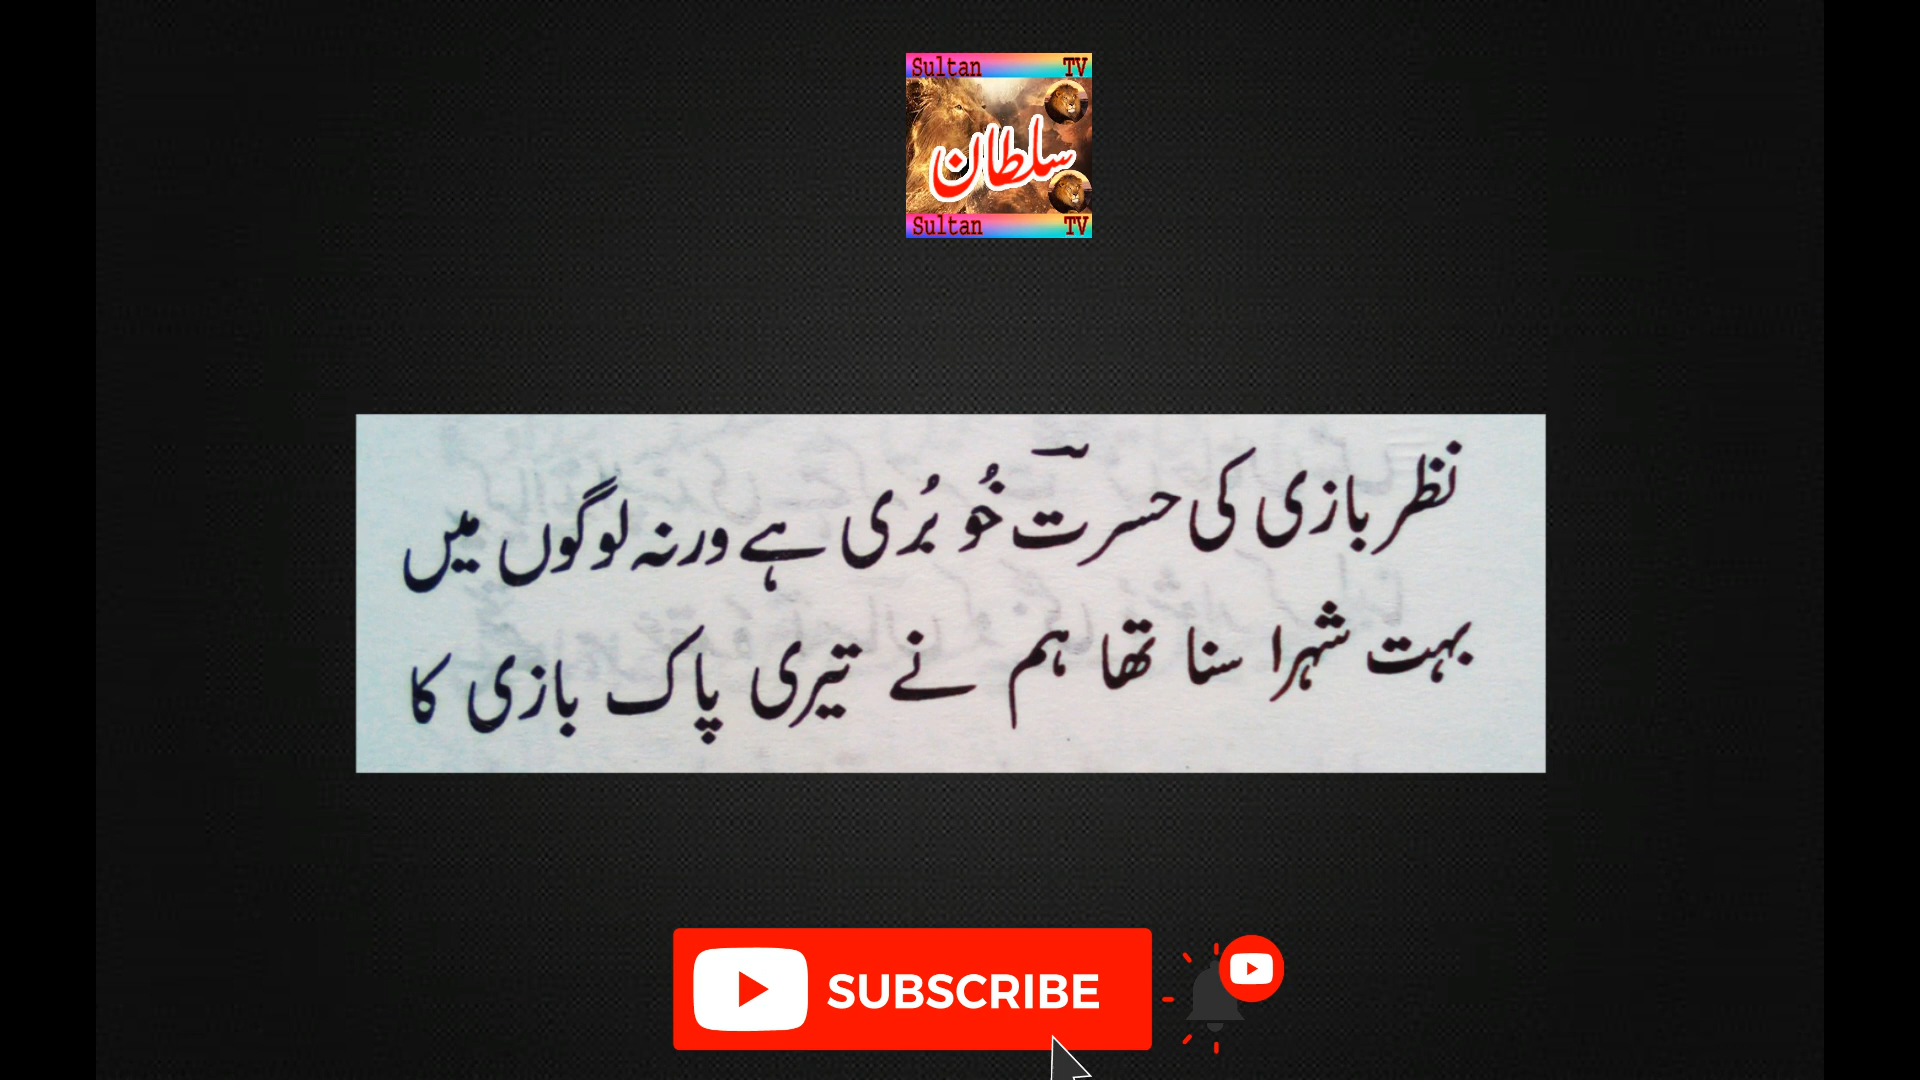 Sultan TV
سلطان
Sultan TV
نظر بازی کی حسرتؔ خُو بُری ہے ورنہ لوگوں میں
بہت شہرا سنا تھا ہم نے تیری پاک بازی کا
SUBSCRIBE